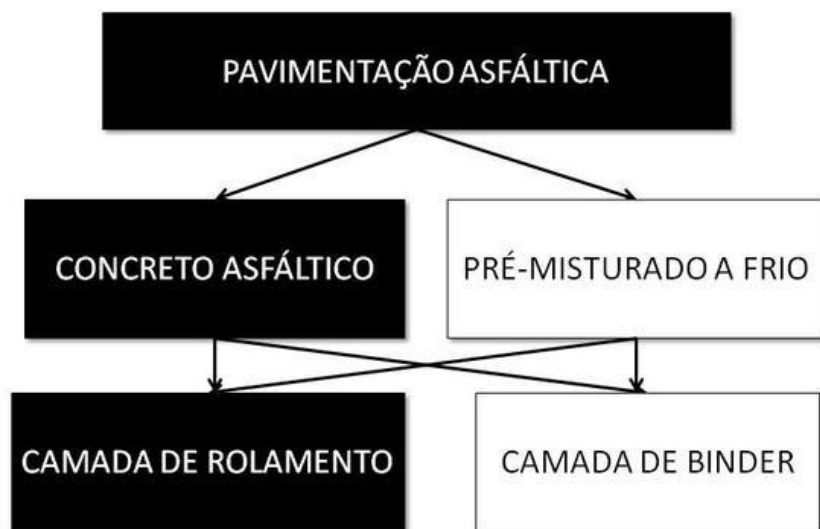 PAVIMENTAÇÃO ASFÁLTICA
CONCRETO ASFÁLTICO
PRÉ-MISTURADO A FRIO
CAMADA DE ROLAMENTO
CAMADA DE BINDER